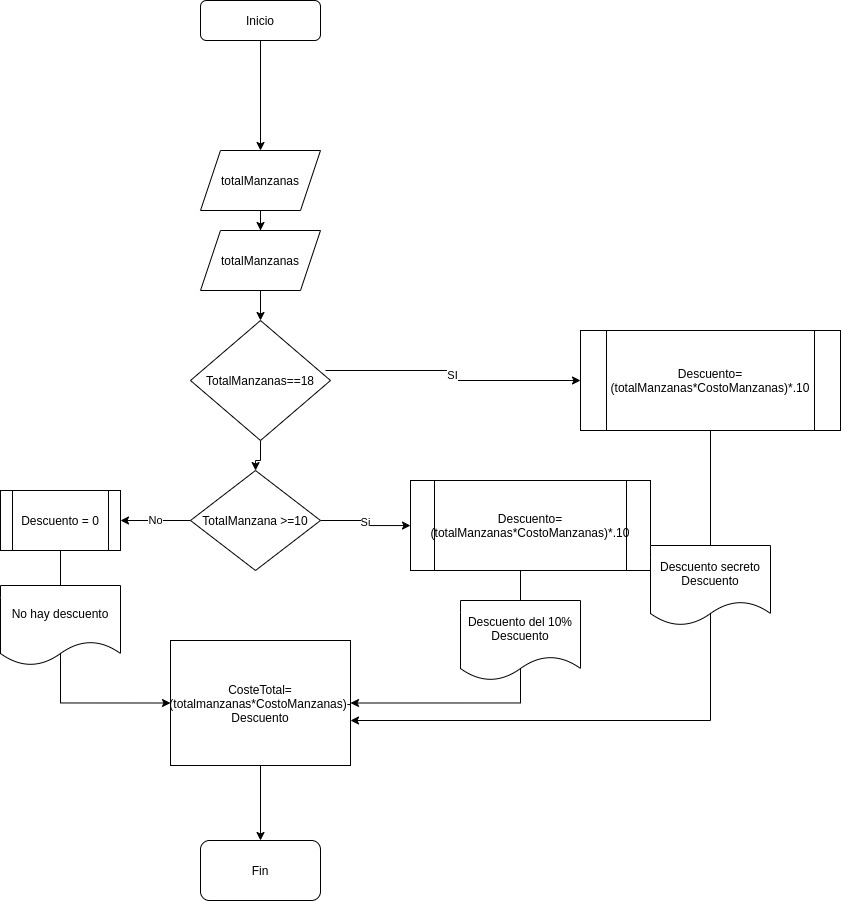 Inicio
totalManzanas
totalManzanas
TotalManzanas==18
SI
Descuento=
(totalManzanas*CostoManzanas)*.10
Descuento = 0
No
TotalManzana >=10
Si
Descuento=
(totalManzanas*CostoManzanas)*.10
Descuento secreto
Descuento
No hay descuento
Descuento del 10%
Descuento
CosteTotal=
(totalmanzanas*CostoManzanas)-
Descuento
Fin